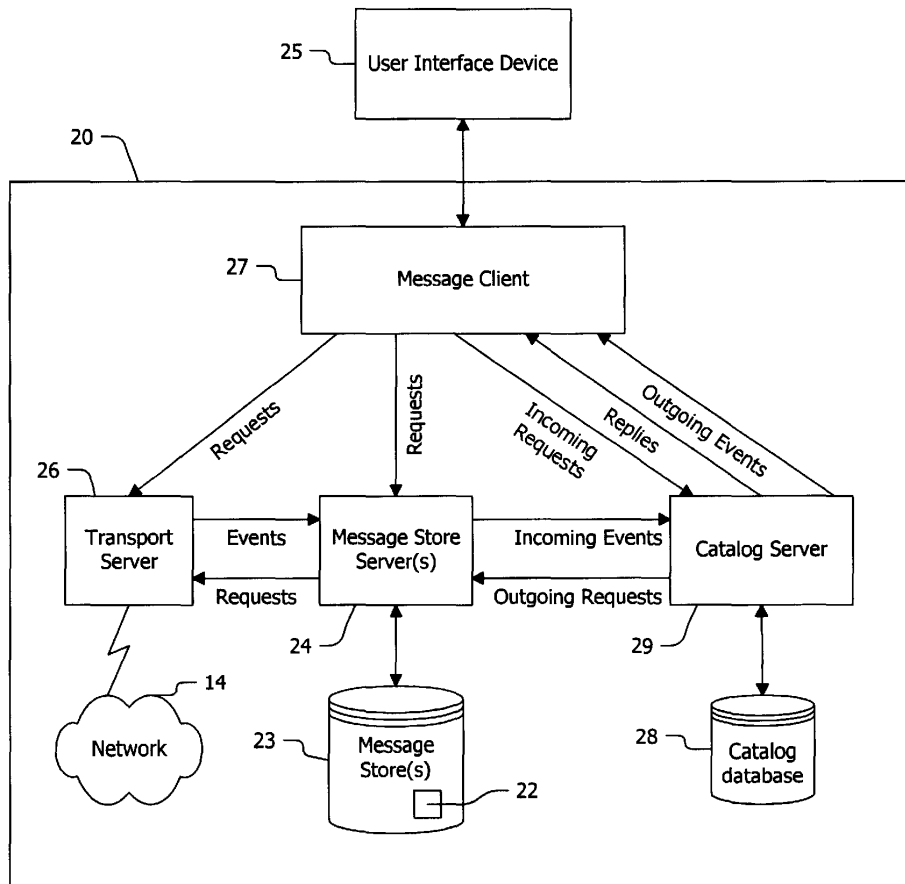 25
User Interface Device
20
27
Message Client
Requests
Requests
Incoming
Requests
Replies
Outgoing Events
26
Transport
Server
Events
Requests
Message Store
Server(s)
24
Incoming Events
Outgoing Requests
Catalog Server
29
14
Network
23
Message
Store(s)
22
28
Catalog
database